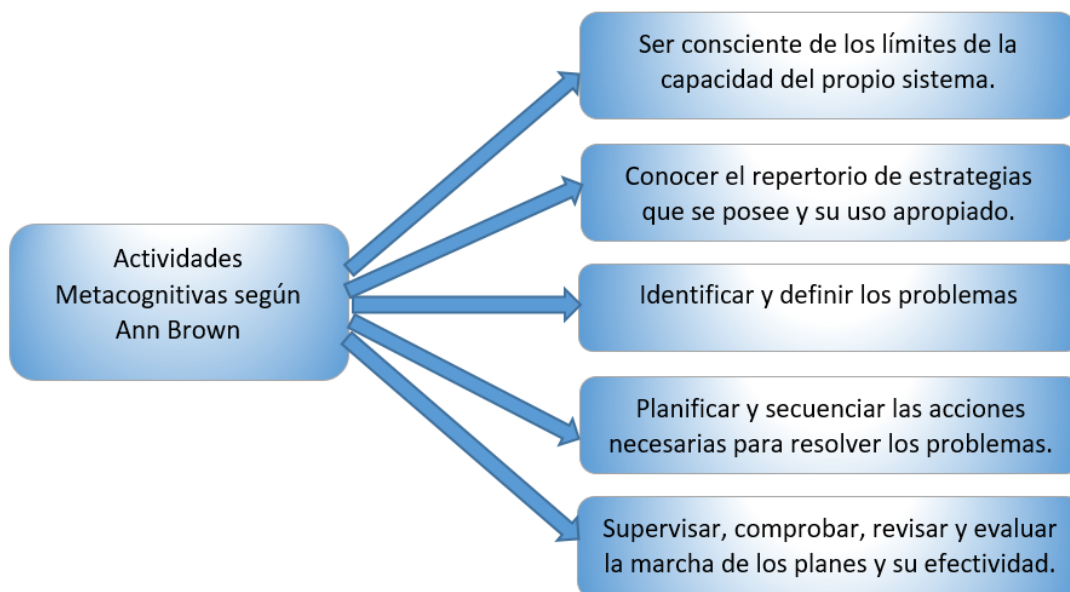 Actividades
Metacognitivas según
Ann Brown
Ser consciente de los límites de la
capacidad del propio sistema.
Conocer el repertorio de estrategias
que se posee y su uso apropiado.
Identificar y definir los problemas
Planificar y secuenciar las acciones
necesarias para resolver los problemas.
Supervisar, comprobar, revisar y evaluar
la marcha de los planes y su efectividad.